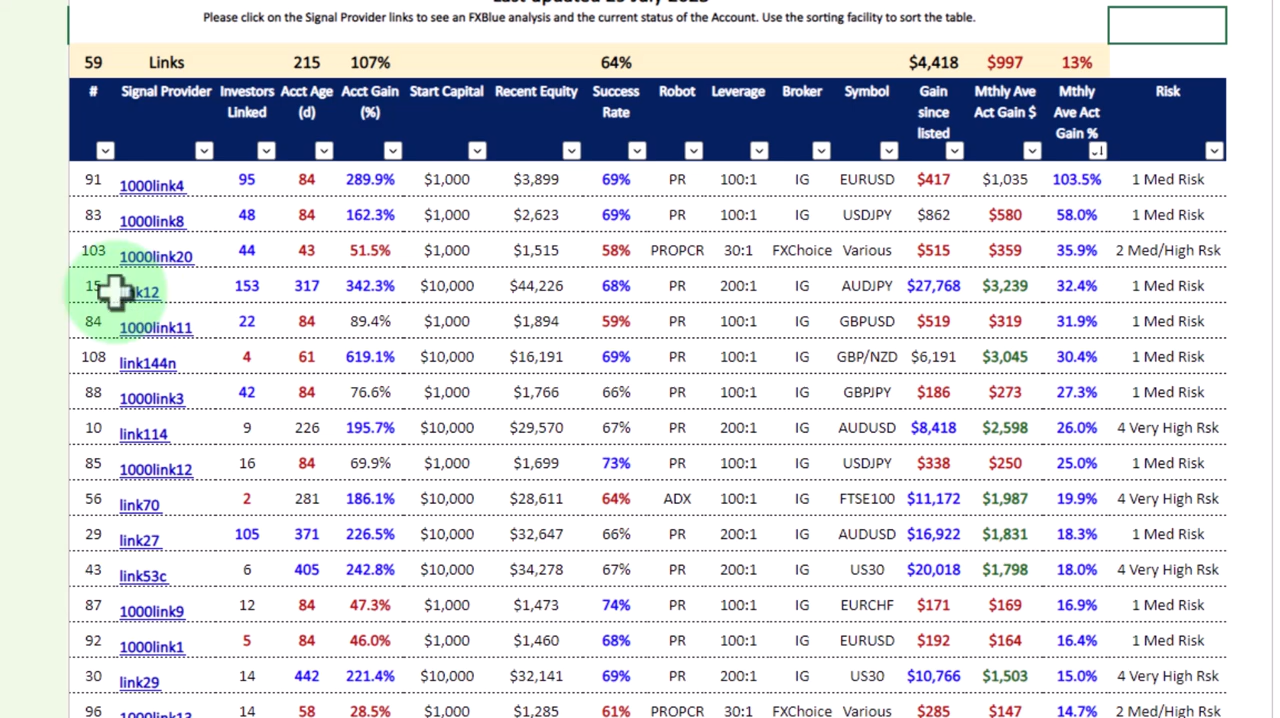 Last updated 25 July 2023
Please click on the Signal Provider links to see an FXBlue analysis and the current status of the Account. Use the sorting facility to sort the table.
59 Links 215 107% 64% $4,418 $997 13%
# Signal Provider Investors Linked Acct Age (d) Acct Gain (%) Start Capital Recent Equity Success Rate Robot Leverage Broker Symbol Gain since listed Mthly Ave Act Gain $ Mthly Ave Act Gain % Risk
91 1000link4 95 84 289.9% $1,000 $3,899 69% PR 100:1 IG EURUSD $417 $1,035 103.5% 1 Med Risk
83 1000link8 48 84 162.3% $1,000 $2,623 69% PR 100:1 IG USDJPY $862 $580 58.0% 1 Med Risk
103 1000link20 44 43 51.5% $1,000 $1,515 58% PROPCR 30:1 FXChoice Various $515 $359 35.9% 2 Med/High Rsk
15 link12 153 317 342.3% $10,000 $44,226 68% PR 200:1 IG AUDJPY $27,768 $3,239 32.4% 1 Med Risk
84 1000link11 22 84 89.4% $1,000 $1,894 59% PR 100:1 IG GBPUSD $519 $319 31.9% 1 Med Risk
108 link144n 4 61 619.1% $10,000 $16,191 69% PR 100:1 IG GBP/NZD $6,191 $3,045 30.4% 1 Med Risk
88 1000link3 42 84 76.6% $1,000 $1,766 66% PR 100:1 IG GBPJPY $186 $273 27.3% 1 Med Risk
10 link114 9 226 195.7% $10,000 $29,570 67% PR 100:1 IG AUDUSD $8,418 $2,598 26.0% 4 Very High Rsk
85 1000link12 16 84 69.9% $1,000 $1,699 73% PR 100:1 IG USDJPY $338 $250 25.0% 1 Med Risk
56 link70 2 281 186.1% $10,000 $28,611 64% ADX 100:1 IG FTSE100 $11,172 $1,987 19.9% 4 Very High Rsk
29 link27 105 371 226.5% $10,000 $32,647 66% PR 200:1 IG AUDUSD $16,922 $1,831 18.3% 1 Med Risk
43 link53c 6 405 242.8% $10,000 $34,278 67% PR 200:1 IG US30 $20,018 $1,798 18.0% 4 Very High Rsk
87 1000link9 12 84 47.3% $1,000 $1,473 74% PR 100:1 IG EURCHF $171 $169 16.9% 1 Med Risk
92 1000link1 5 84 46.0% $1,000 $1,460 68% PR 100:1 IG EURUSD $192 $164 16.4% 1 Med Risk
30 link29 14 442 221.4% $10,000 $32,141 69% PR 200:1 IG US30 $10,766 $1,503 15.0% 4 Very High Rsk
96 1000link13 14 58 28.5% $1,000 $1,285 61% PROPCR 30:1 FXChoice Various $285 $147 14.7% 2 Med/High Rsk